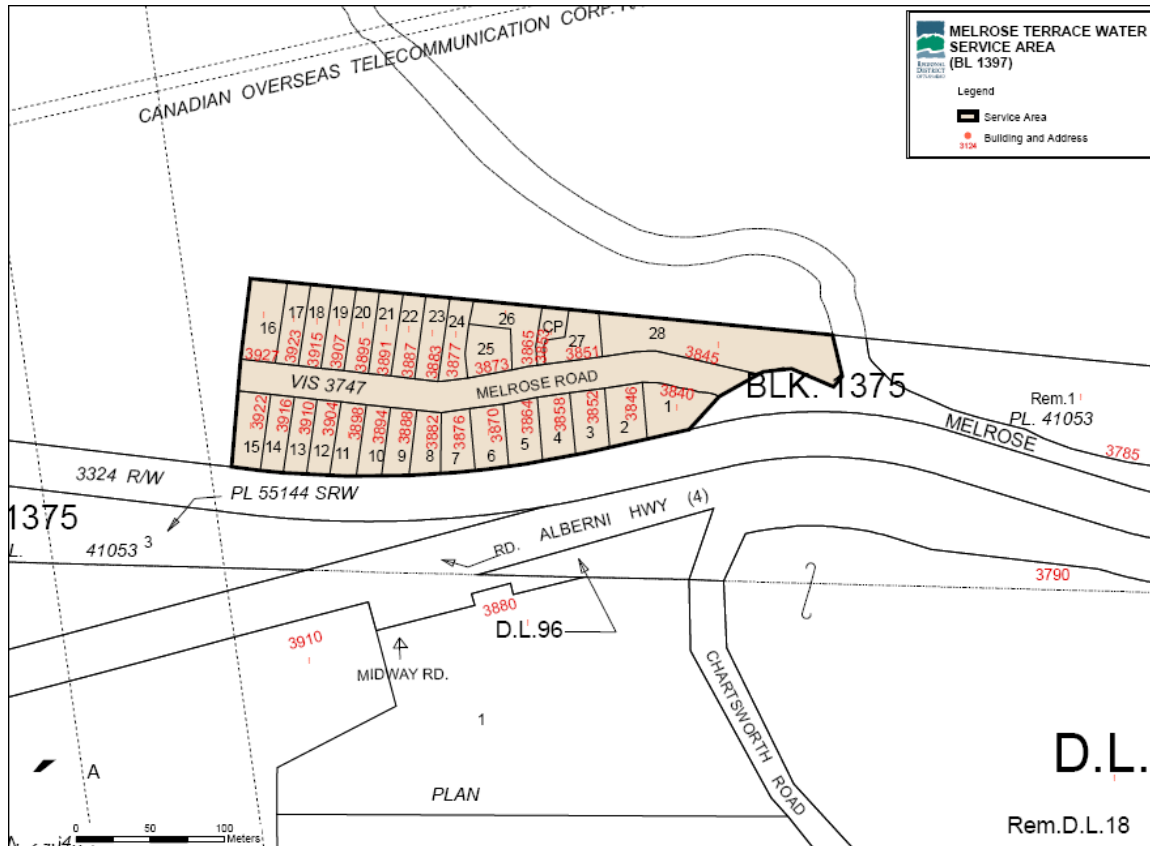 CANADIAN OVERSEAS TELECOMMUNICATION CORP.
MELROSE TERRACE WATER
SERVICE AREA
(BL 1397)
REGIONAL
DISTRICT
OF NANAIMO
Legend
Service Area
3124 Building and Address
16 17 18 19 20 21 22 23 24 26 CP 27 28
25
3927 3923 3915 3907 3895 3891 3887 3883 3877 3873 3865 3853 3851 3845
VIS 3747
MELROSE ROAD
3922 3916 3910 3904 3898 3894 3888 3882 3876 3870 3864 3858 3852 3846 3840
15 14 13 12 11 10 9 8 7 6 5 4 3 2 1
BLK. 1375
Rem.1
PL. 41053
MELROSE
3785
3324 R/W
PL 55144 SRW
1375
L. 41053 3
RD. ALBERNI HWY (4)
3790
3880
D.L.96
3910
MIDWAY RD.
CHARTSWORTH ROAD
1
A
PLAN
D.L.
Rem.D.L.18
0 50 100
Meters